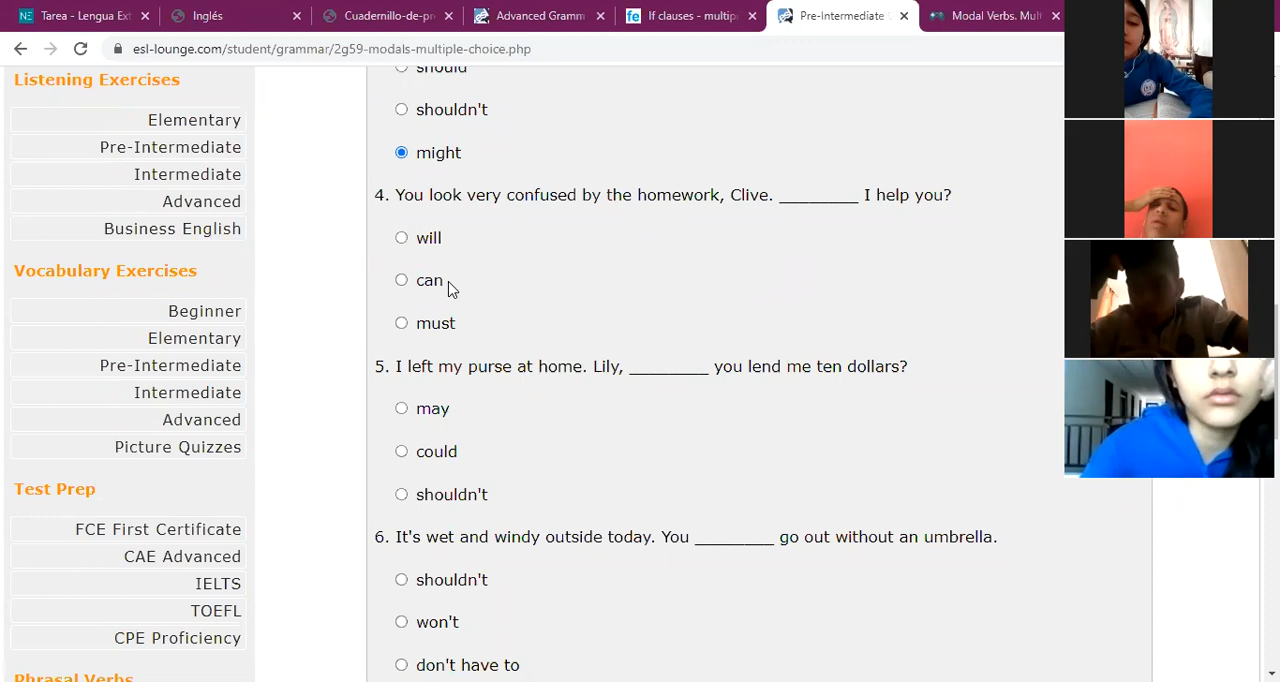 Tarea - Lengua Ext
Inglés
Cuadernillo-de-pr
Advanced Gramm
If clauses - multip
Pre-Intermediate
Modal Verbs. Mult
esl-lounge.com/student/grammar/2g59-modals-multiple-choice.php
Listening Exercises
Elementary
Pre-Intermediate
Intermediate
Advanced
Business English
Vocabulary Exercises
Beginner
Elementary
Pre-Intermediate
Intermediate
Advanced
Picture Quizzes
Test Prep
FCE First Certificate
CAE Advanced
IELTS
TOEFL
CPE Proficiency
Phrasal Verbs
should
shouldn't
might
4. You look very confused by the homework, Clive. ________ I help you?
will
can
must
5. I left my purse at home. Lily, ________ you lend me ten dollars?
may
could
shouldn't
6. It's wet and windy outside today. You ________ go out without an umbrella.
shouldn't
won't
don't have to